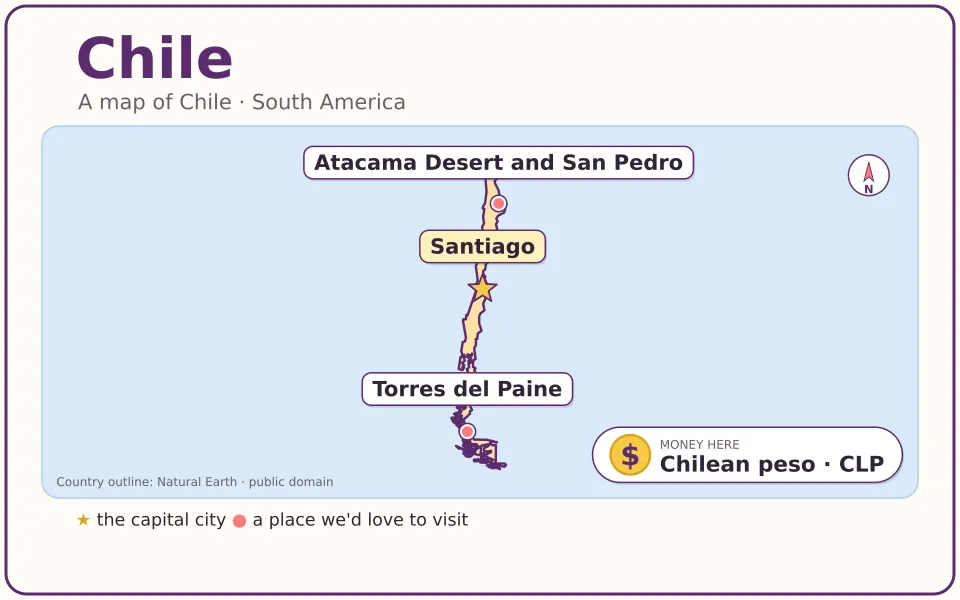 Chile
A map of Chile · South America
Atacama Desert and San Pedro
N
Santiago
Torres del Paine
$
MONEY HERE
Chilean peso · CLP
Country outline: Natural Earth · public domain
★ the capital city ● a place we'd love to visit